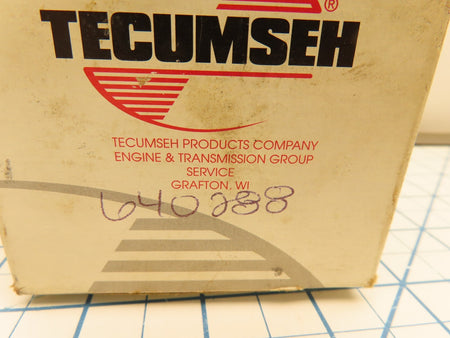 TECUMSEH®
TECUMSEH PRODUCTS COMPANY
ENGINE & TRANSMISSION GROUP
SERVICE
GRAFTON, WI
640288